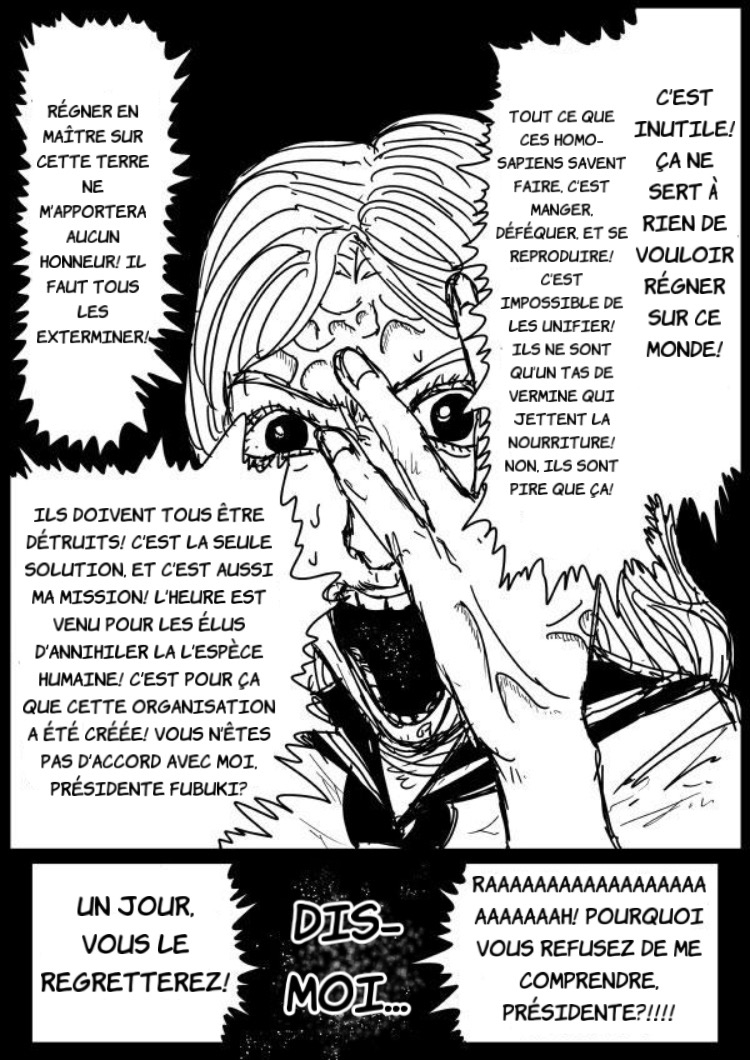 C'EST
INUTILE!
ÇA NE
SERT À
RIEN DE
VOULOIR
RÉGNER
SUR CE
MONDE!
TOUT CE QUE
CES HOMO-
SAPIENS SAVENT
FAIRE, C'EST
MANGER,
DÉFÉQUER, ET SE
REPRODUIRE!
C'EST
IMPOSSIBLE DE
LES UNIFIER!
ILS NE SONT
QU'UN TAS DE
VERMINE QUI
JETTENT LA
NOURRITURE!
NON, ILS SONT
PIRE QUE ÇA!
RÉGNER EN
MAÎTRE SUR
CETTE TERRE
NE
M'APPORTERA
AUCUN
HONNEUR! IL
FAUT TOUS
LES
EXTERMINER!
ILS DOIVENT TOUS ÊTRE
DÉTRUITS! C'EST LA SEULE
SOLUTION, ET C'EST AUSSI
MA MISSION! L'HEURE EST
VENU POUR LES ÉLUS
D'ANNIHILER LA L'ESPÈCE
HUMAINE! C'EST POUR ÇA
QUE CETTE ORGANISATION
A ÉTÉ CRÉÉE! VOUS N'ÊTES
PAS D'ACCORD AVEC MOI,
PRÉSIDENTE FUBUKI?
RAAAAAAAAAAAAAAAAAA
AAAAAAAH! POURQUOI
VOUS REFUSEZ DE ME
COMPRENDRE,
PRÉSIDENTE?!!!!
DIS-
MOI...
UN JOUR,
VOUS LE
REGRETTEREZ!